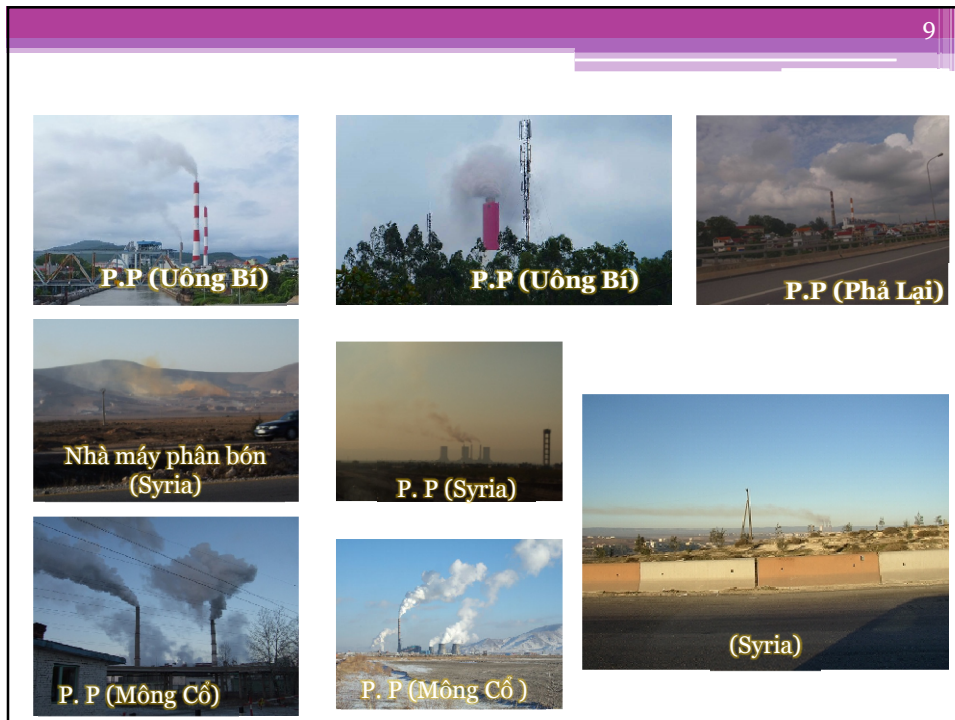 9
P.P (Uông Bí)
P.P (Uông Bí)
P.P (Phả Lại)
Nhà máy phân bón
(Syria)
P. P (Syria)
(Syria)
P. P (Mông Cổ)
P. P (Mông Cổ )